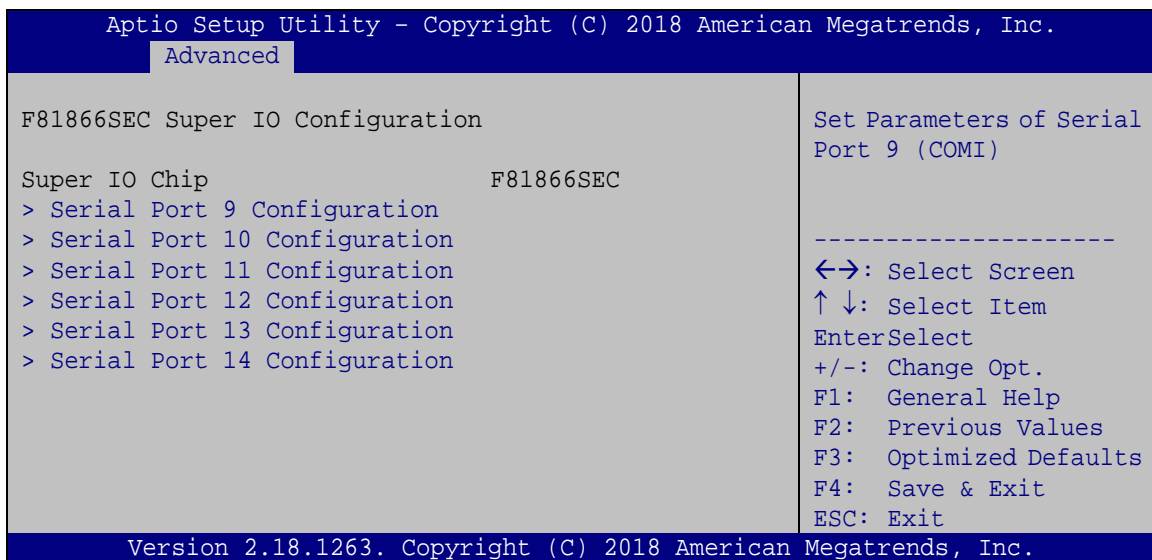 Aptio Setup Utility – Copyright (C) 2018 American Megatrends, Inc.
Advanced
F81866SEC Super IO Configuration
Super IO Chip F81866SEC
> Serial Port 9 Configuration
> Serial Port 10 Configuration
> Serial Port 11 Configuration
> Serial Port 12 Configuration
> Serial Port 13 Configuration
> Serial Port 14 Configuration
Set Parameters of Serial
Port 9 (COMI)
---------------------
←→: Select Screen
↑ ↓: Select Item
EnterSelect
+/-: Change Opt.
F1: General Help
F2: Previous Values
F3: Optimized Defaults
F4: Save & Exit
ESC: Exit
Version 2.18.1263. Copyright (C) 2018 American Megatrends, Inc.